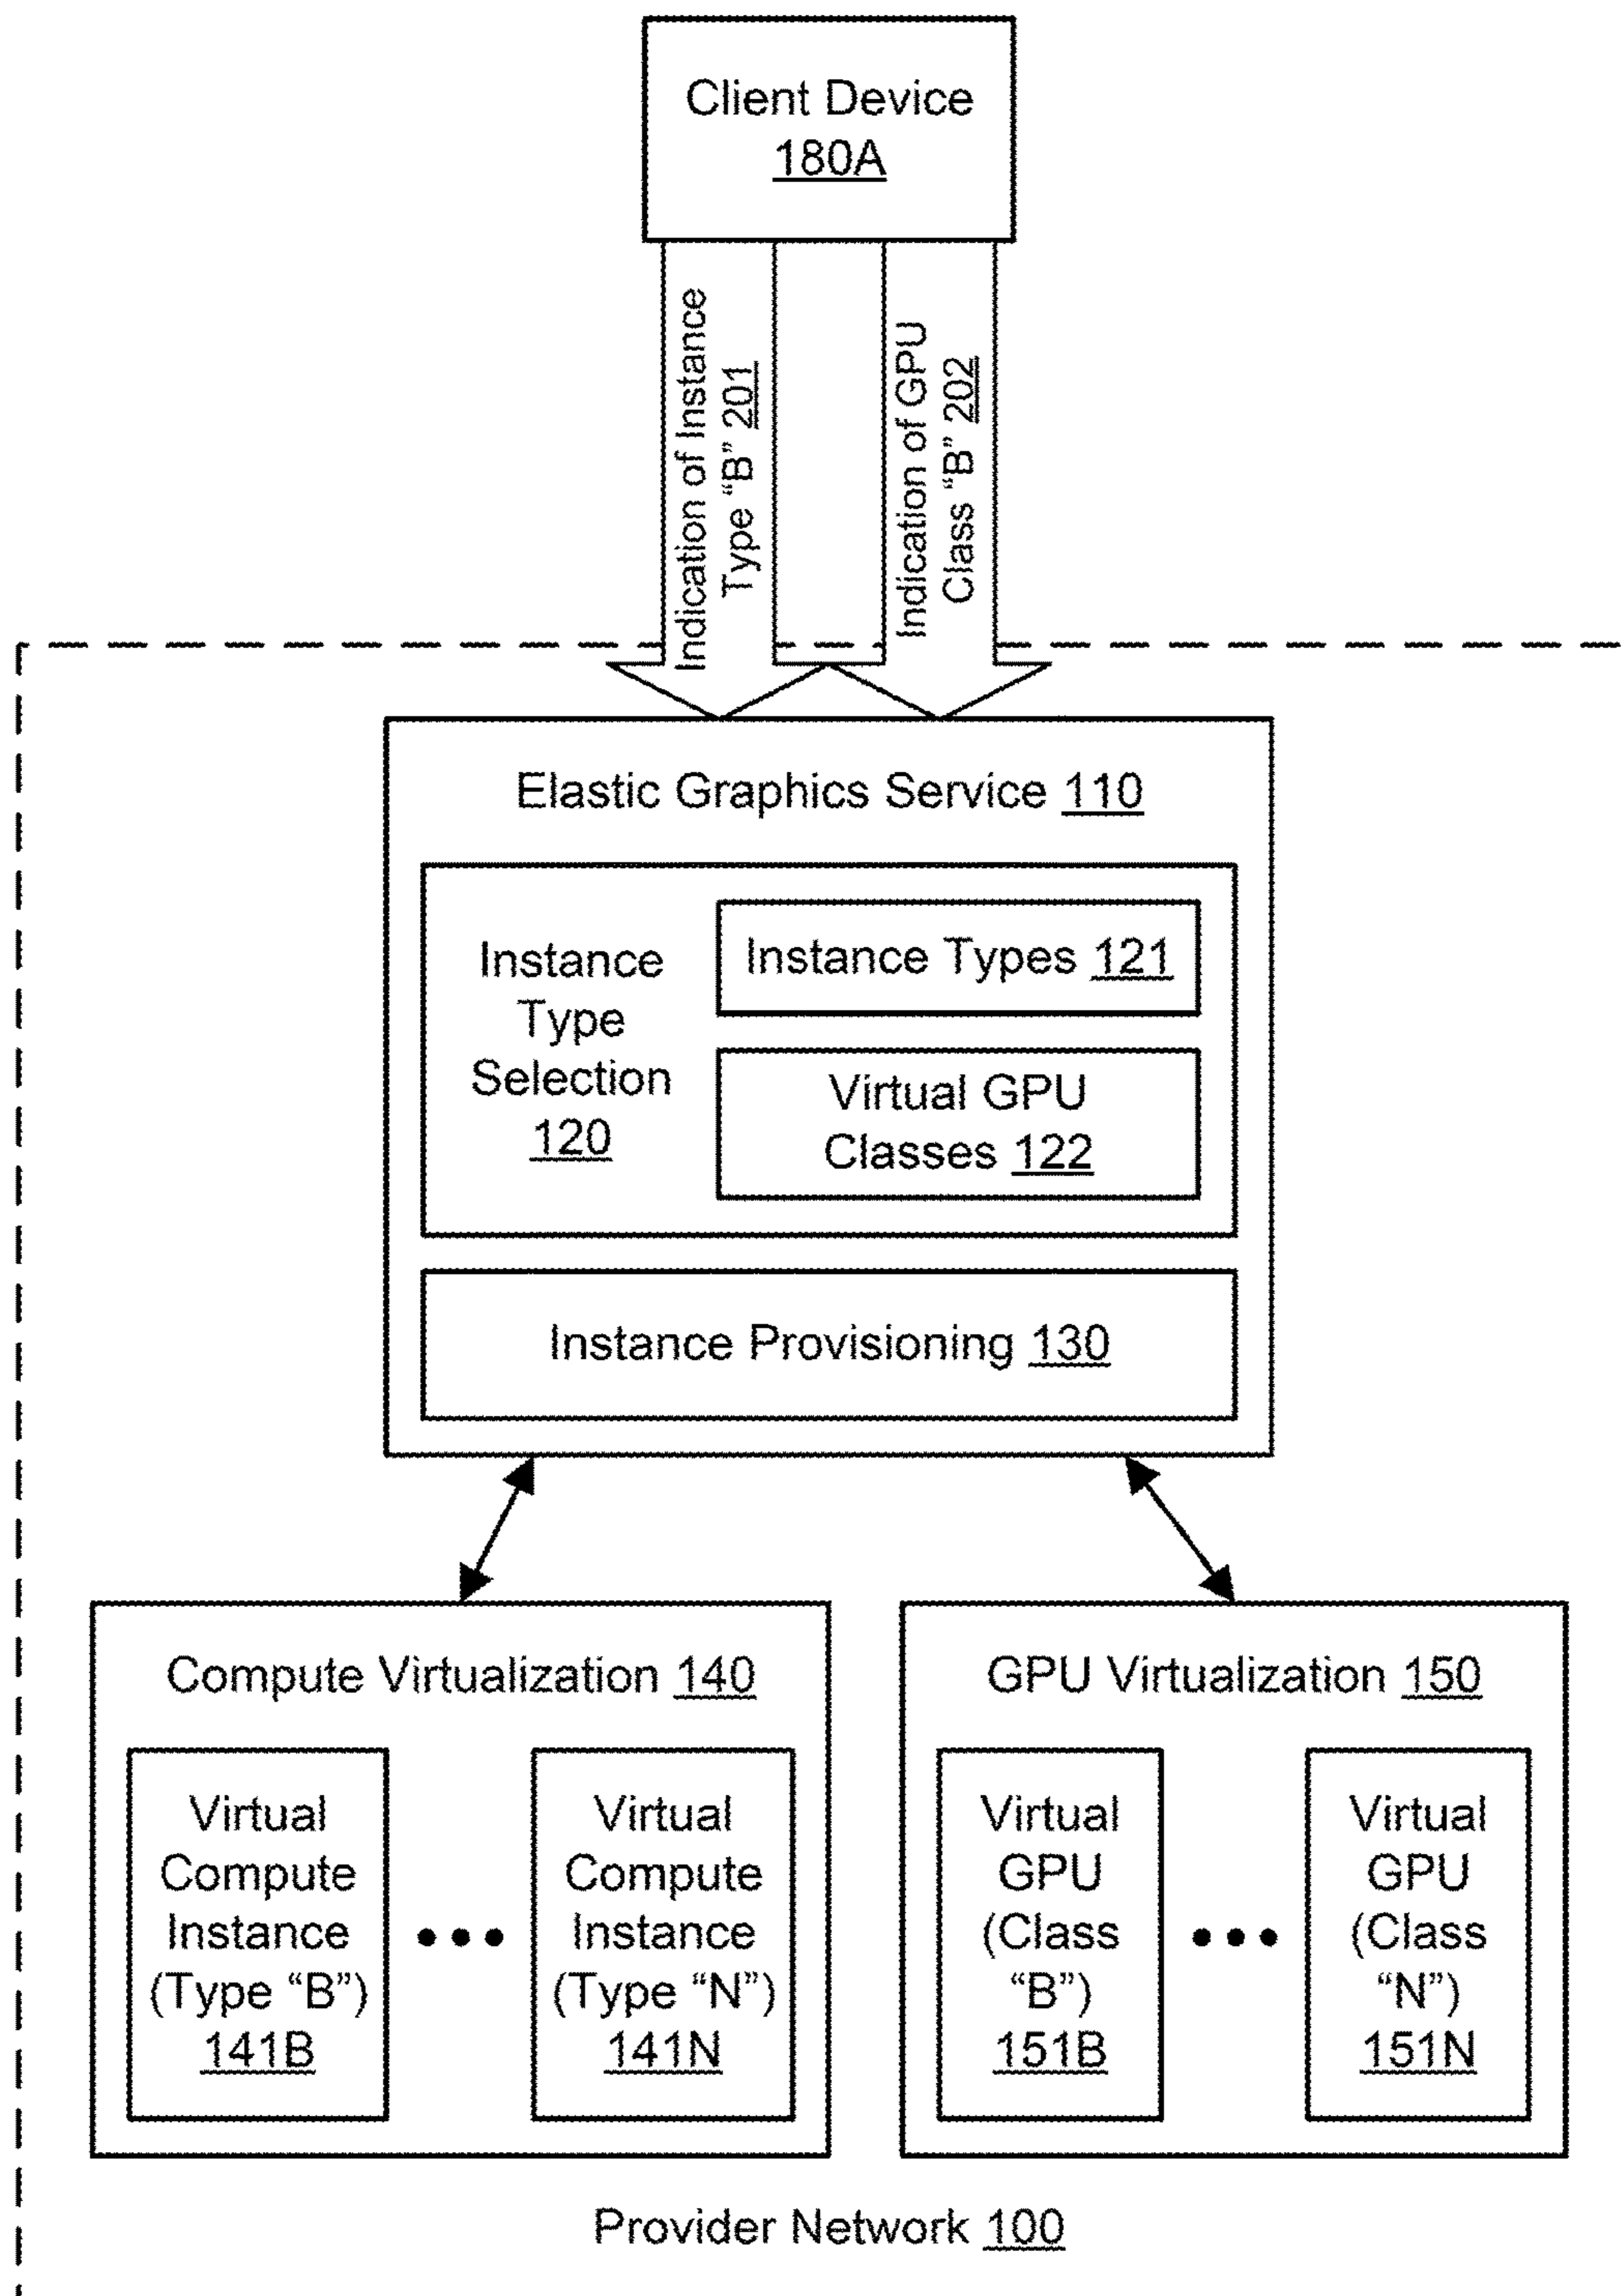 Client Device
180A
Indication of Instance
Type “B” 201
Indication of GPU
Class “B” 202
Elastic Graphics Service 110
Instance
Type
Selection
120
Instance Types 121
Virtual GPU
Classes 122
Instance Provisioning 130
Compute Virtualization 140
Virtual
Compute
Instance
(Type “B”)
141B
Virtual
Compute
Instance
(Type “N”)
141N
GPU Virtualization 150
Virtual
GPU
(Class
“B”)
151B
Virtual
GPU
(Class
“N”)
151N
Provider Network 100